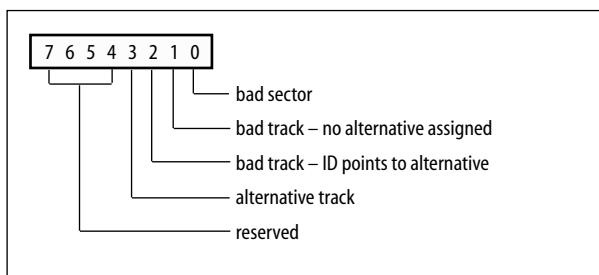 7 6 5 4 3 2 1 0
bad sector
bad track – no alternative assigned
bad track – ID points to alternative
alternative track
reserved